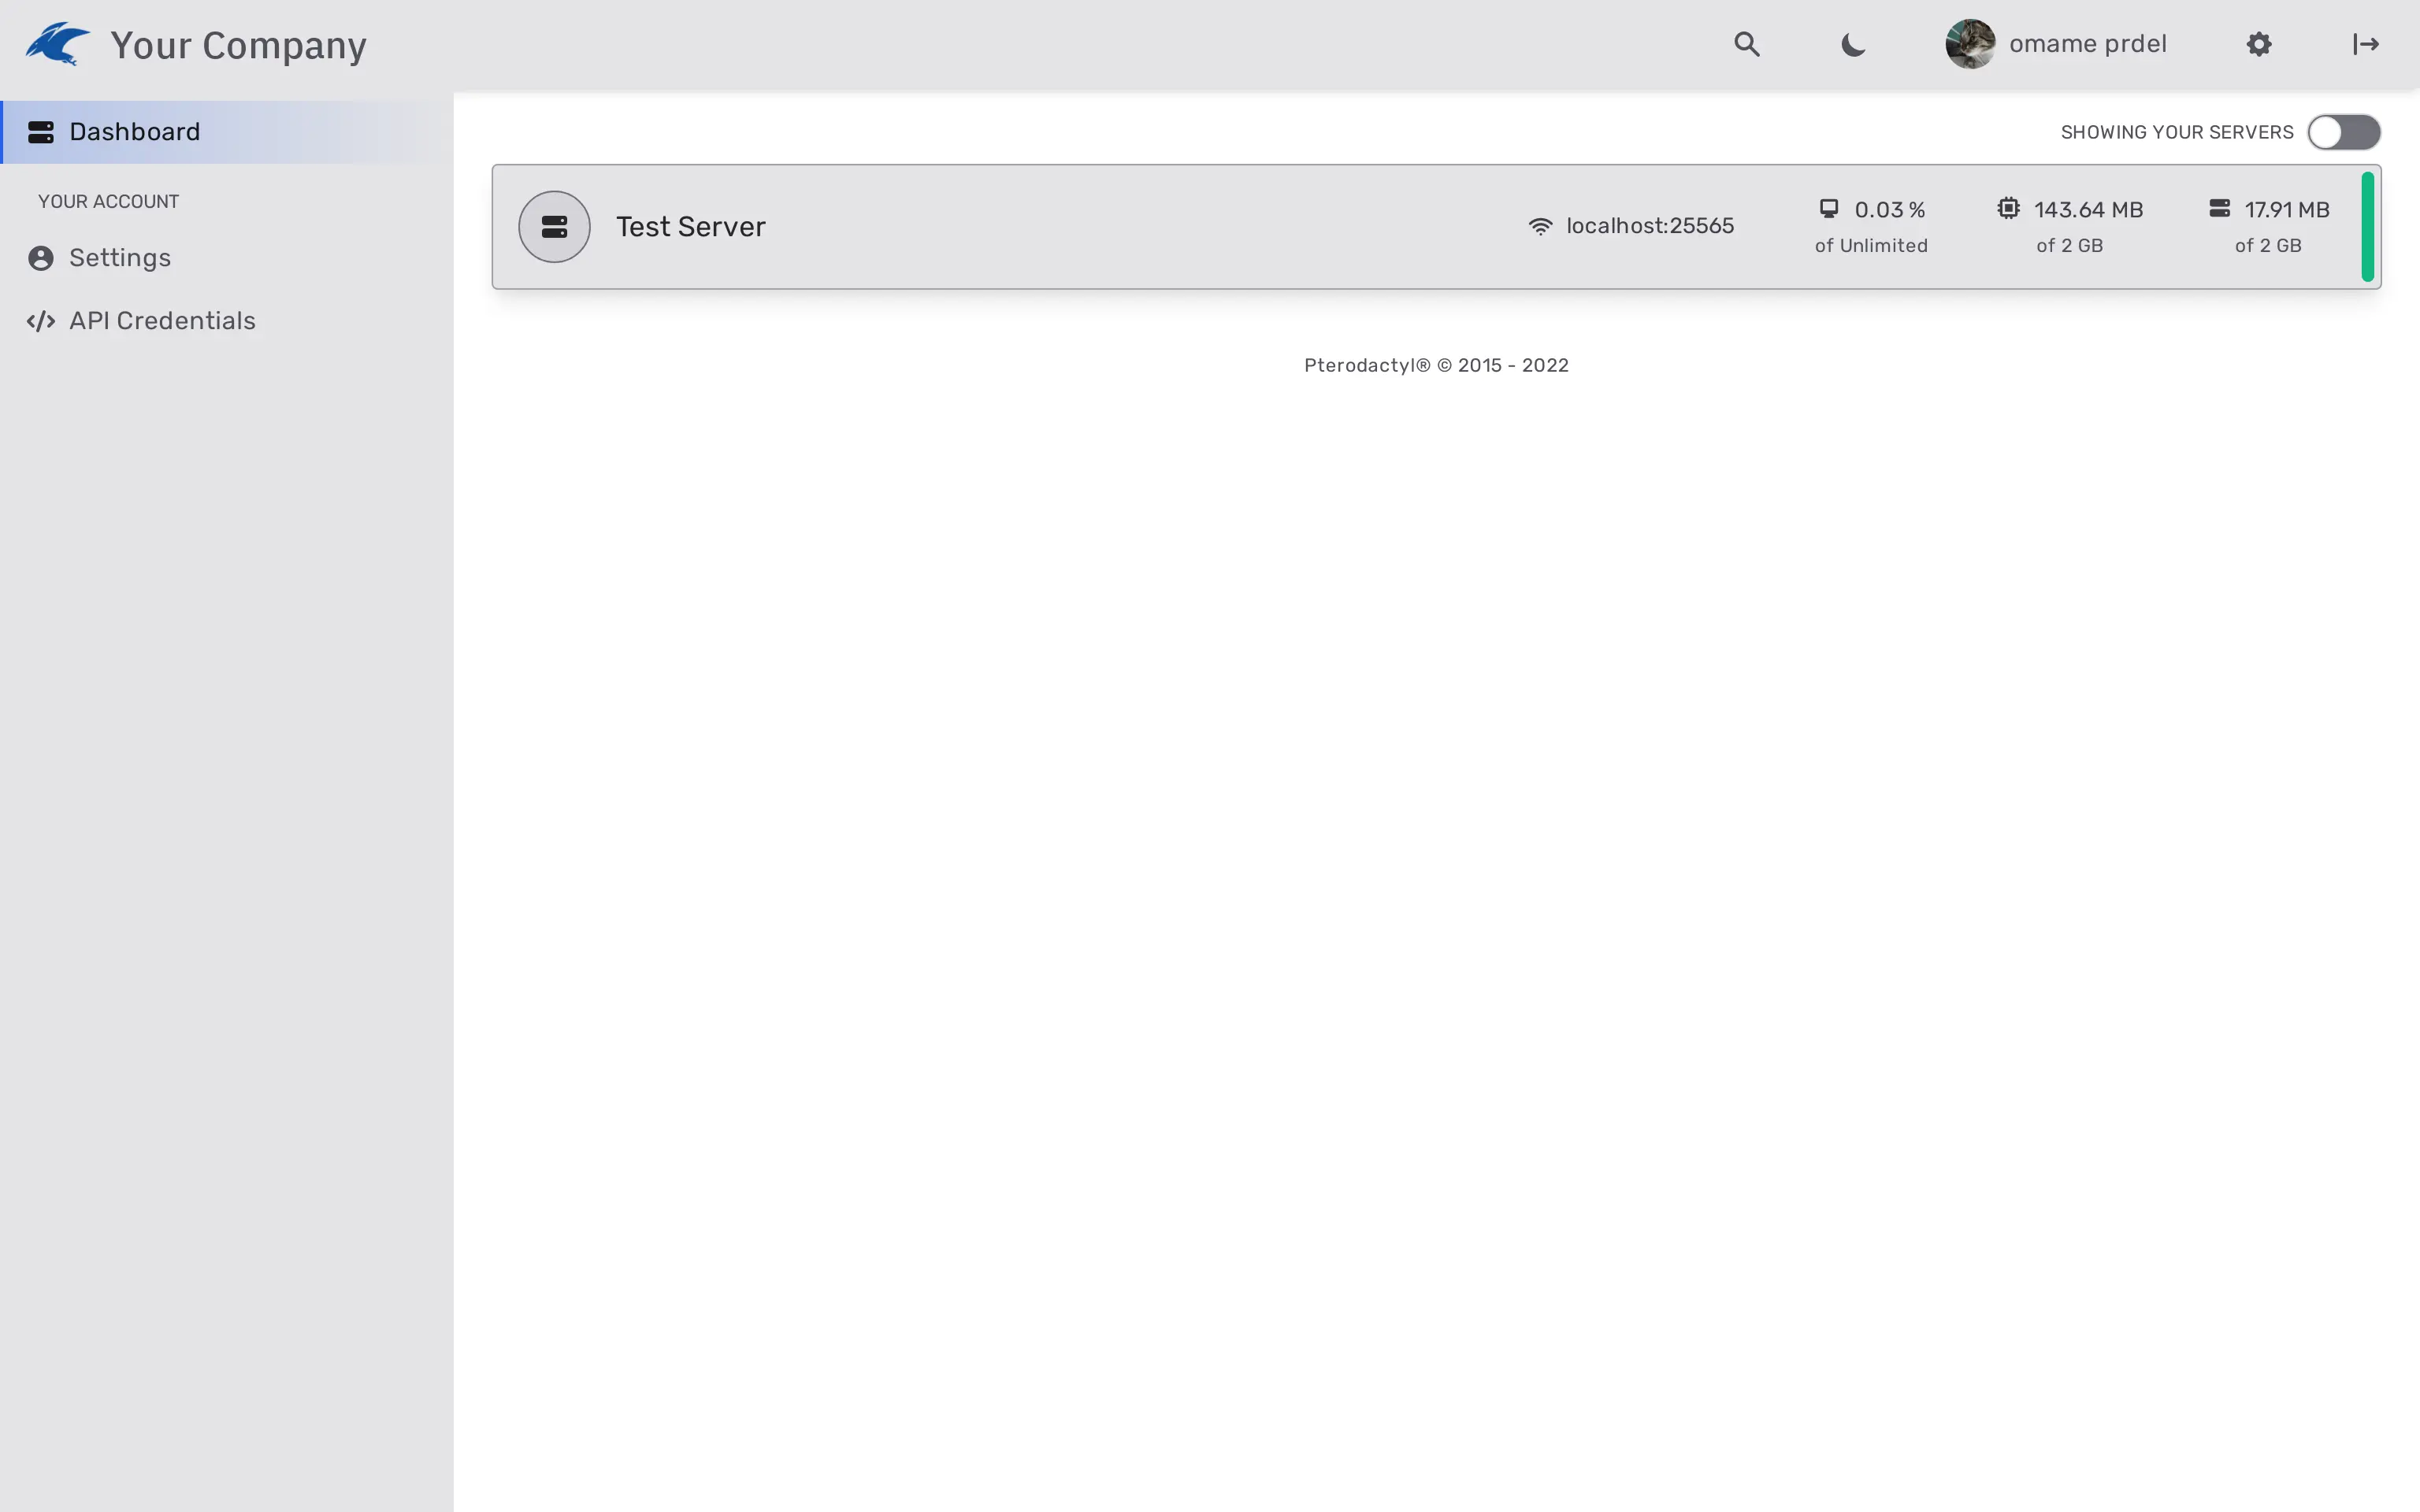 Your Company
omame prdel
Dashboard
SHOWING YOUR SERVERS
YOUR ACCOUNT
Settings
API Credentials
Test Server
localhost:25565
0.03 %
of Unlimited
143.64 MB
of 2 GB
17.91 MB
of 2 GB
Pterodactyl® © 2015 - 2022